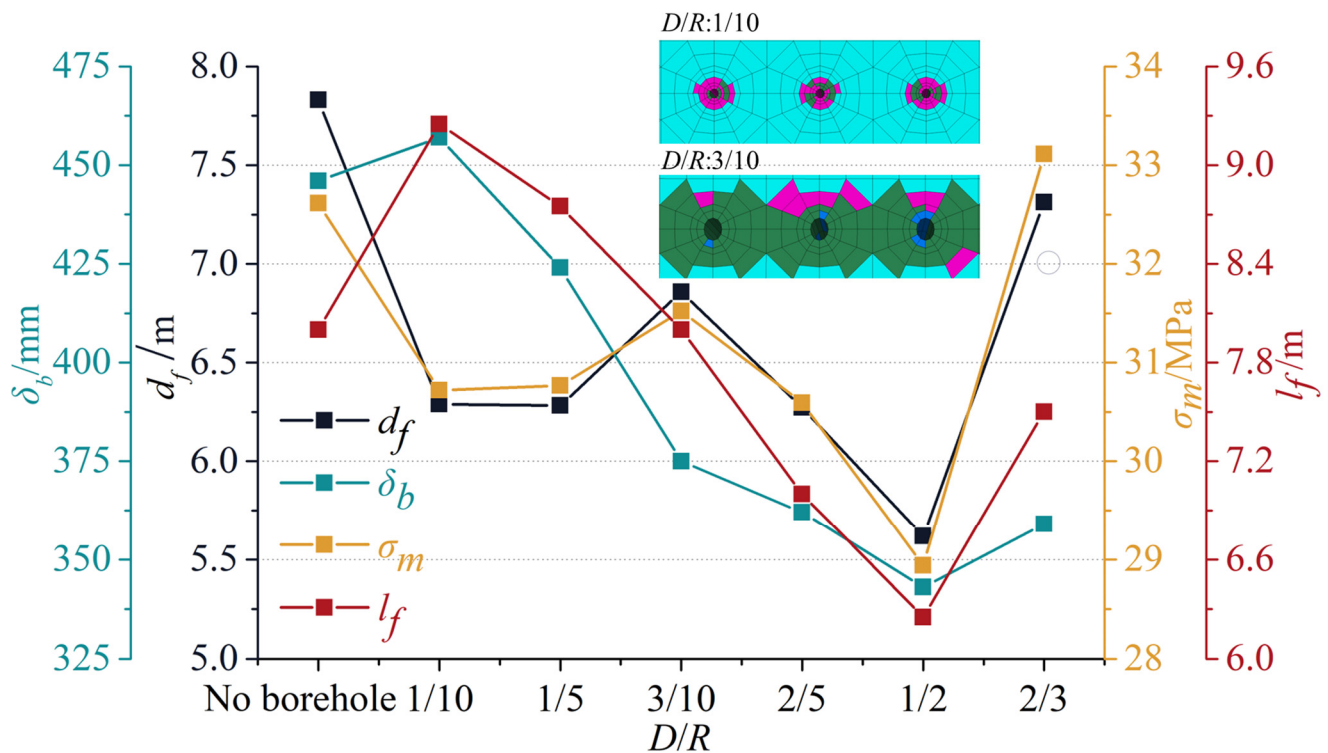 D/R:1/10
D/R:3/10
475
450
425
400
375
350
325
δb/mm
8.0
7.5
7.0
6.5
6.0
5.5
5.0
df/m
34
33
32
31
30
29
28
σm/MPa
9.6
9.0
8.4
7.8
7.2
6.6
6.0
lf/m
df
δb
σm
lf
No borehole 1/10 1/5 3/10 2/5 1/2 2/3
D/R